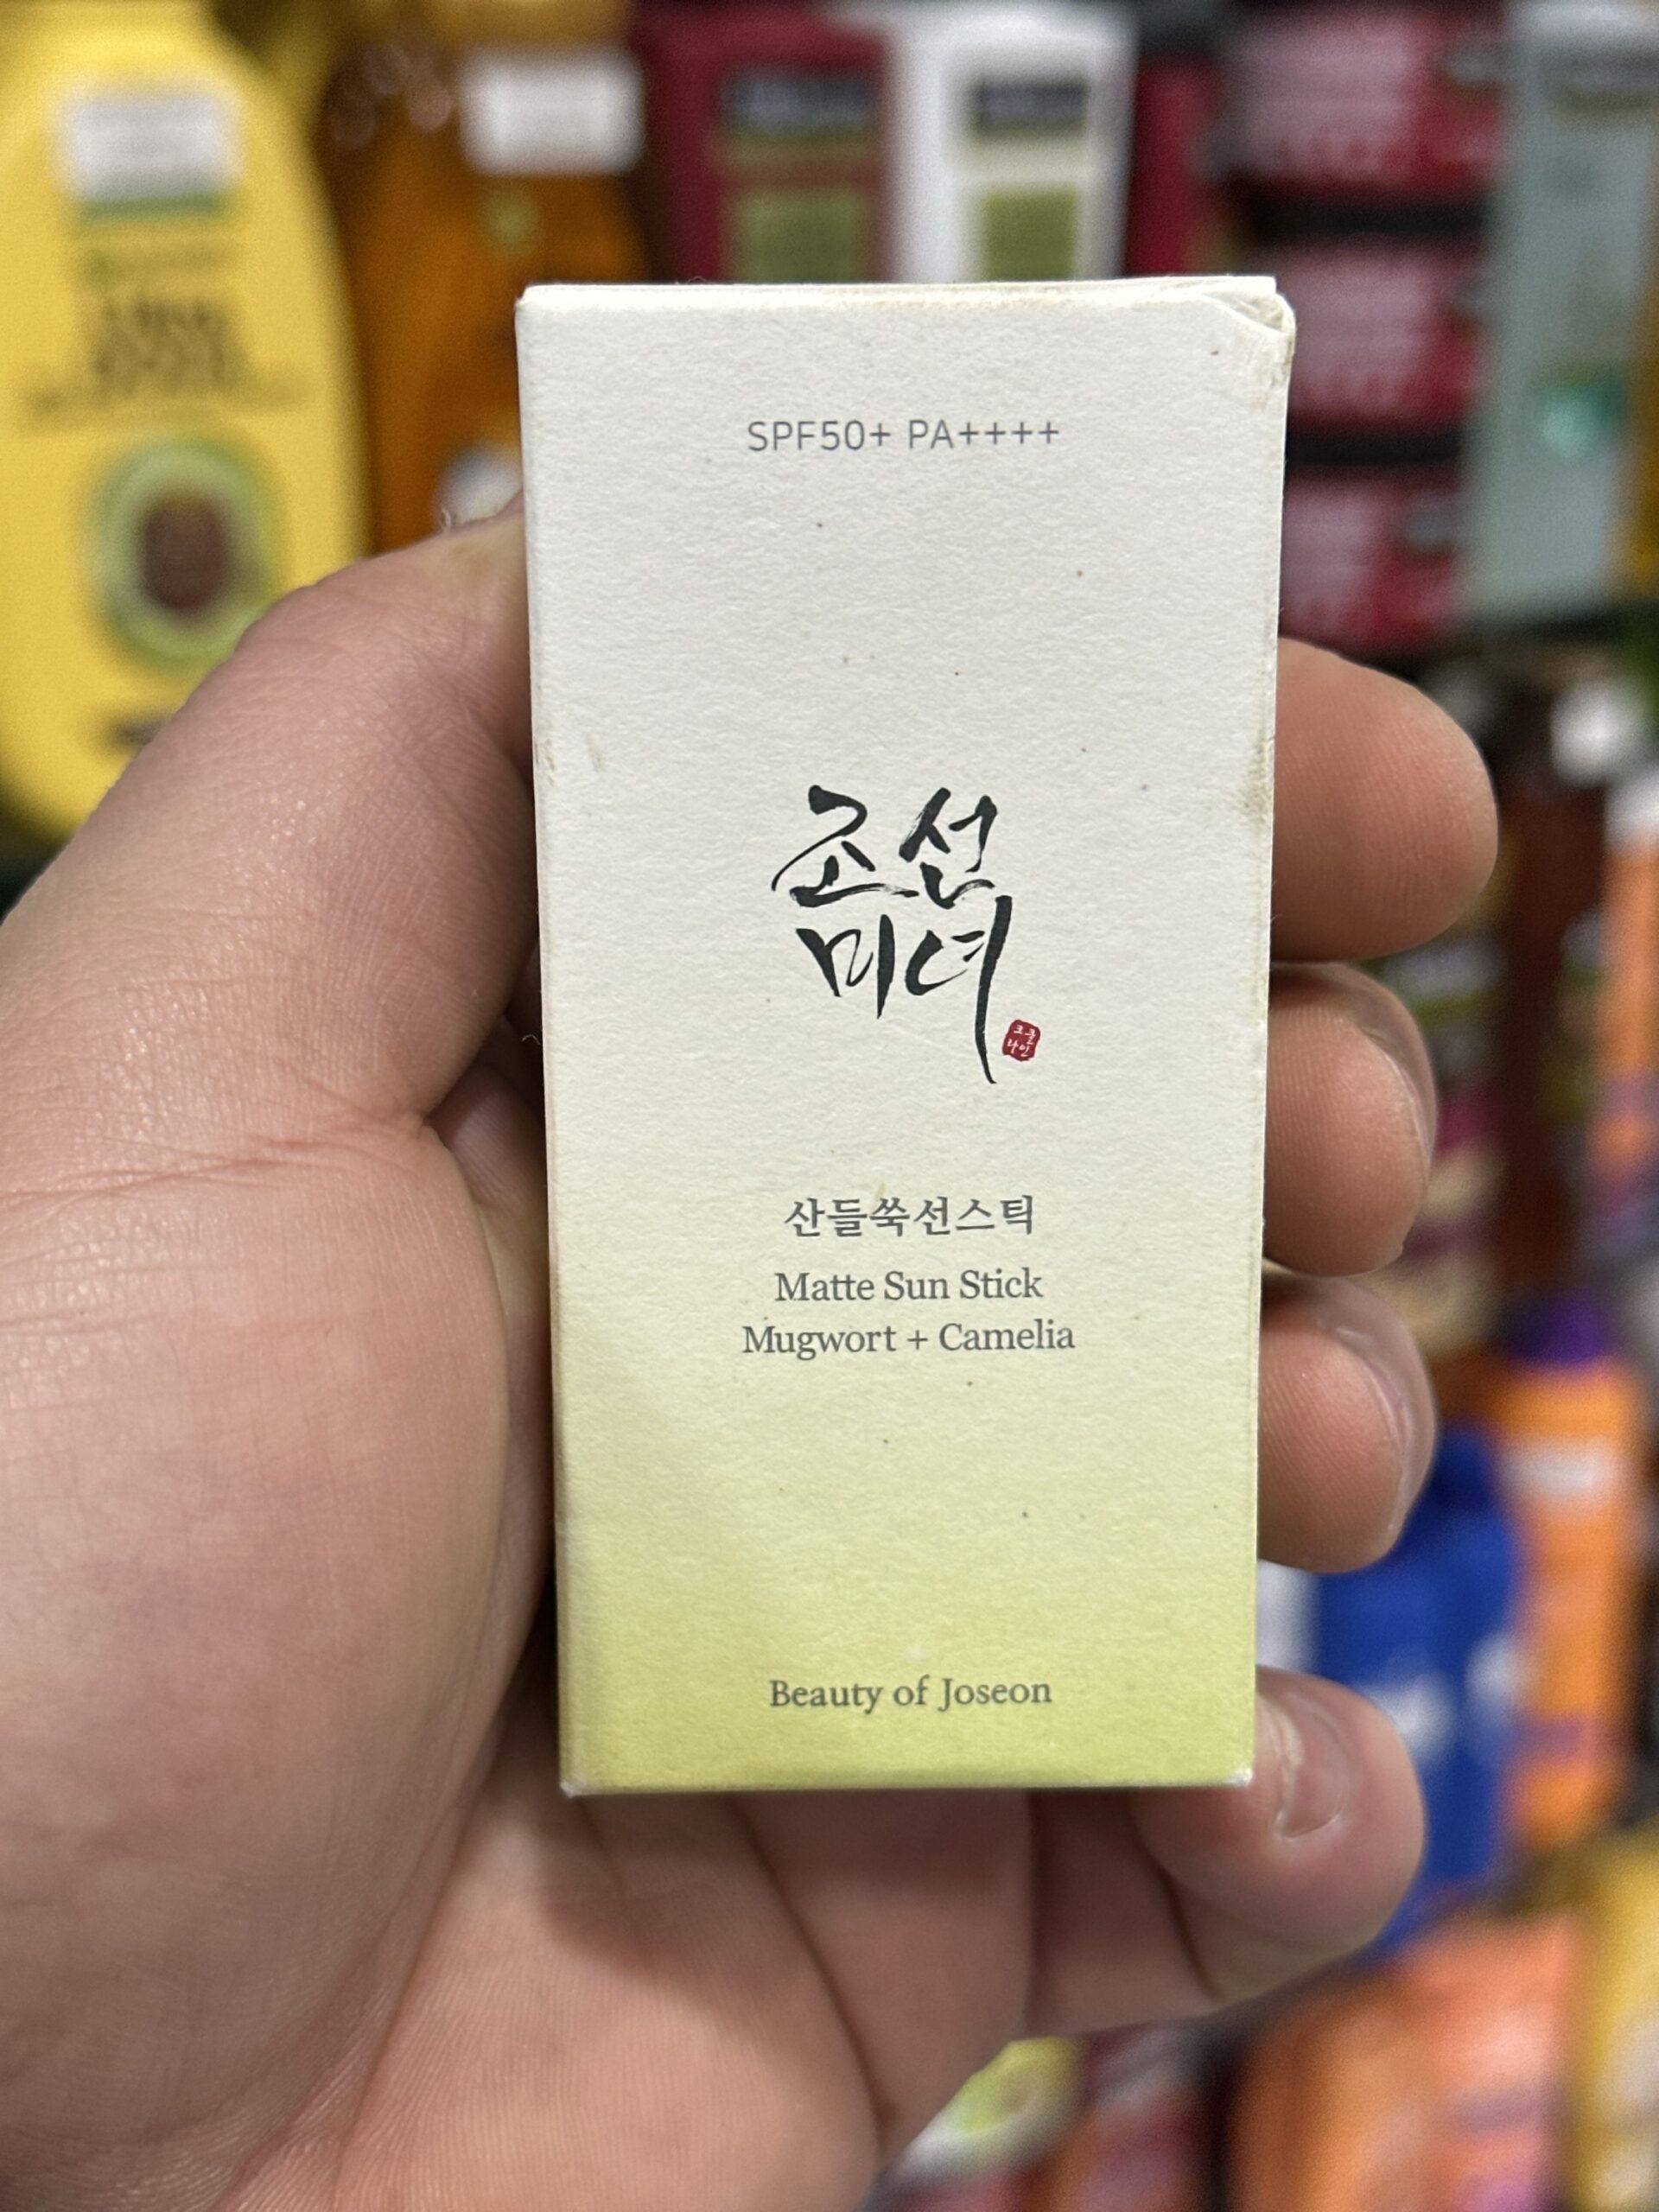 SPF50+ PA++++
조선
미녀
산들쑥선스틱
Matte Sun Stick
Mugwort + Camelia
Beauty of Joseon